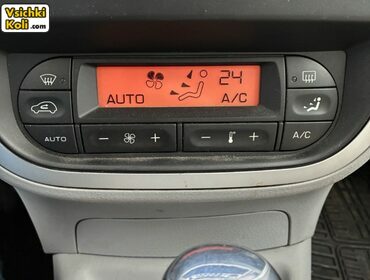 Vsichki
Koli .com
24
AUTO A/C
AUTO - + - + A/C